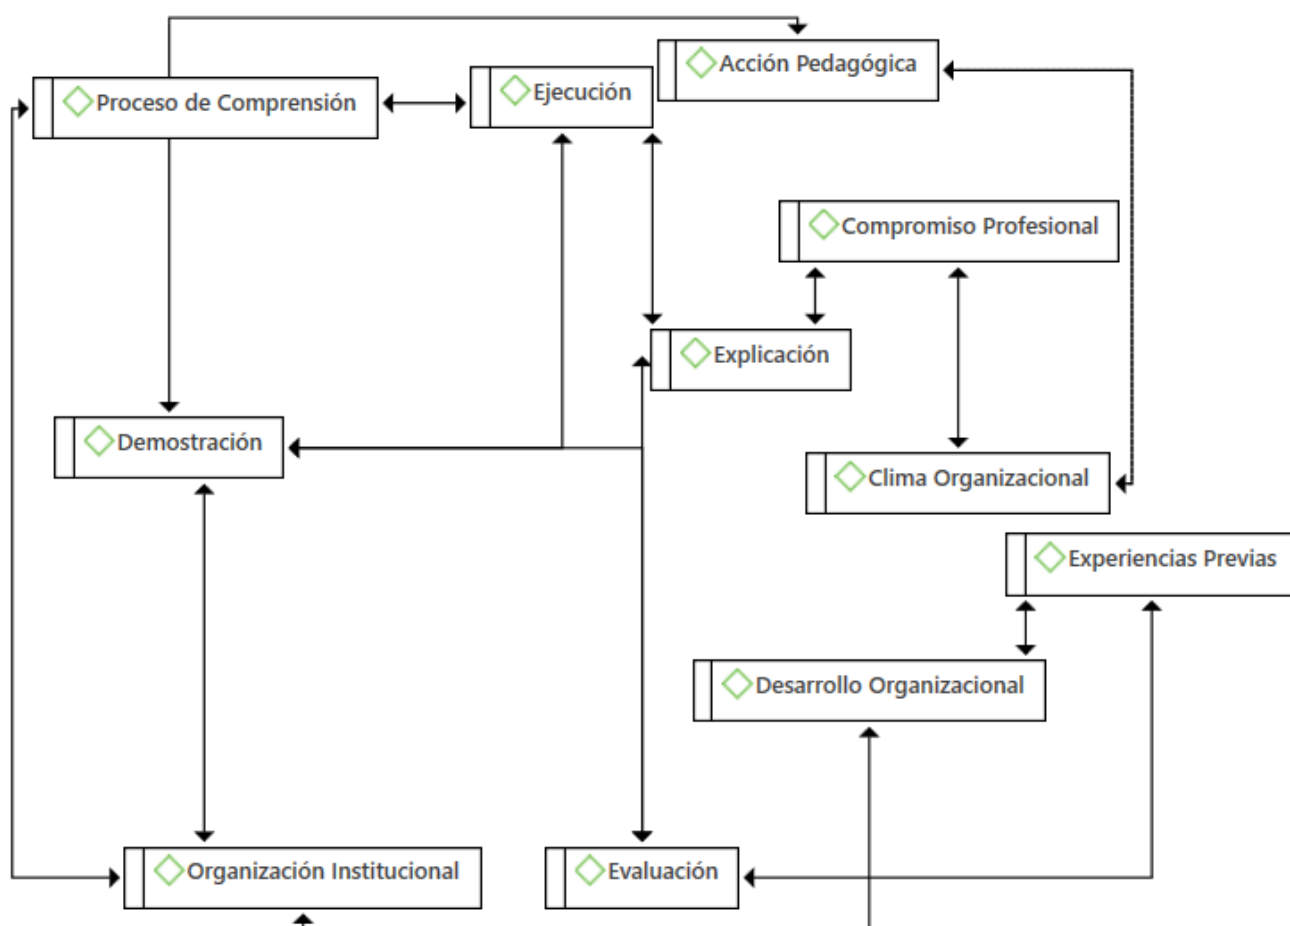 Acción Pedagógica
Proceso de Comprensión
Ejecución
Compromiso Profesional
Explicación
Demostración
Clima Organizacional
Experiencias Previas
Desarrollo Organizacional
Organización Institucional
Evaluación